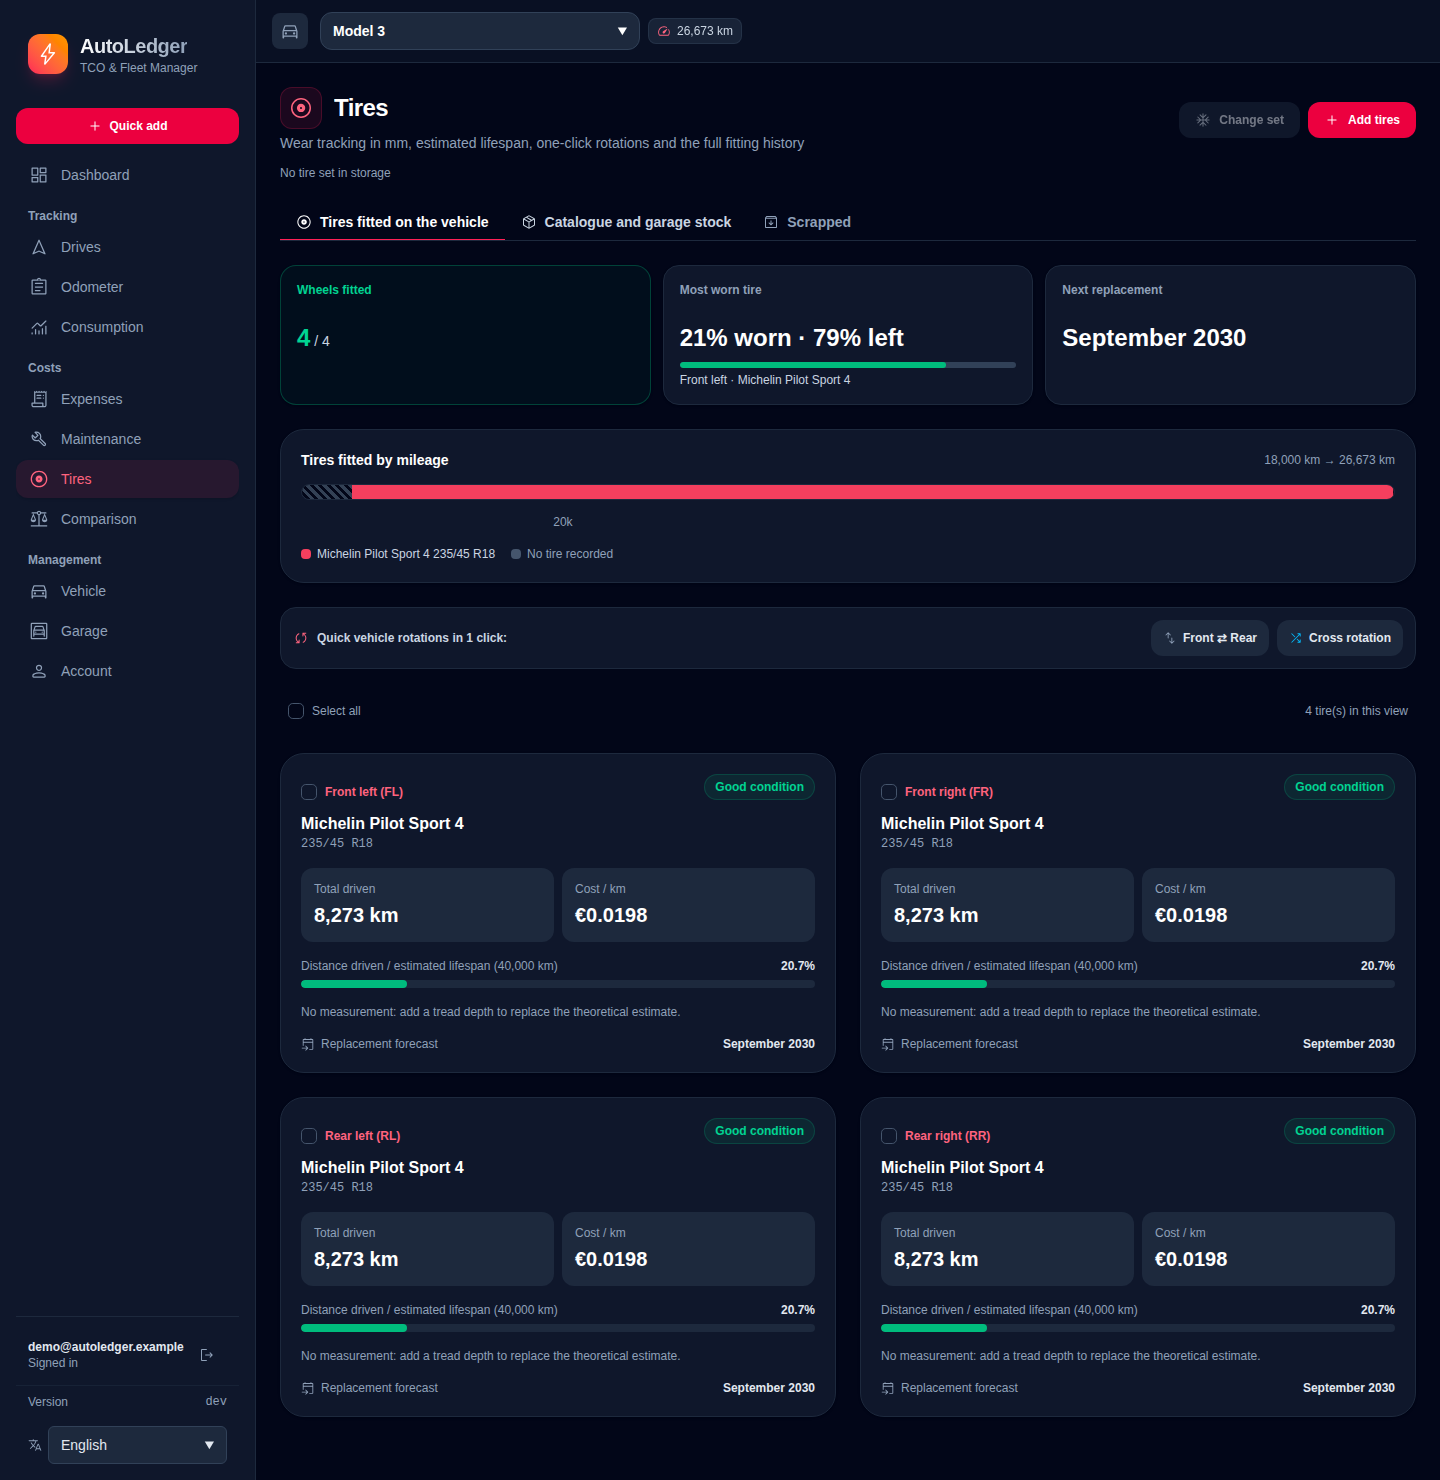 AutoLedger
TCO & Fleet Manager
Quick add
Dashboard
Tracking
Drives
Odometer
Consumption
Costs
Expenses
Maintenance
Tires
Comparison
Management
Vehicle
Garage
Account
demo@autoledger.example
Signed in
Version dev
English
Model 3
26,673 km
Tires
Wear tracking in mm, estimated lifespan, one-click rotations and the full fitting history
No tire set in storage
Change set
Add tires
Tires fitted on the vehicle
Catalogue and garage stock
Scrapped
Wheels fitted
4 / 4
Most worn tire
21% worn · 79% left
Front left · Michelin Pilot Sport 4
Next replacement
September 2030
Tires fitted by mileage
18,000 km → 26,673 km
20k
Michelin Pilot Sport 4 235/45 R18
No tire recorded
Quick vehicle rotations in 1 click:
Front ⇄ Rear
Cross rotation
Select all
4 tire(s) in this view
Front left (FL)
Good condition
Michelin Pilot Sport 4
235/45 R18
Total driven
8,273 km
Cost / km
€0.0198
Distance driven / estimated lifespan (40,000 km) 20.7%
No measurement: add a tread depth to replace the theoretical estimate.
Replacement forecast September 2030
Front right (FR)
Good condition
Michelin Pilot Sport 4
235/45 R18
Total driven
8,273 km
Cost / km
€0.0198
Distance driven / estimated lifespan (40,000 km) 20.7%
No measurement: add a tread depth to replace the theoretical estimate.
Replacement forecast September 2030
Rear left (RL)
Good condition
Michelin Pilot Sport 4
235/45 R18
Total driven
8,273 km
Cost / km
€0.0198
Distance driven / estimated lifespan (40,000 km) 20.7%
No measurement: add a tread depth to replace the theoretical estimate.
Replacement forecast September 2030
Rear right (RR)
Good condition
Michelin Pilot Sport 4
235/45 R18
Total driven
8,273 km
Cost / km
€0.0198
Distance driven / estimated lifespan (40,000 km) 20.7%
No measurement: add a tread depth to replace the theoretical estimate.
Replacement forecast September 2030